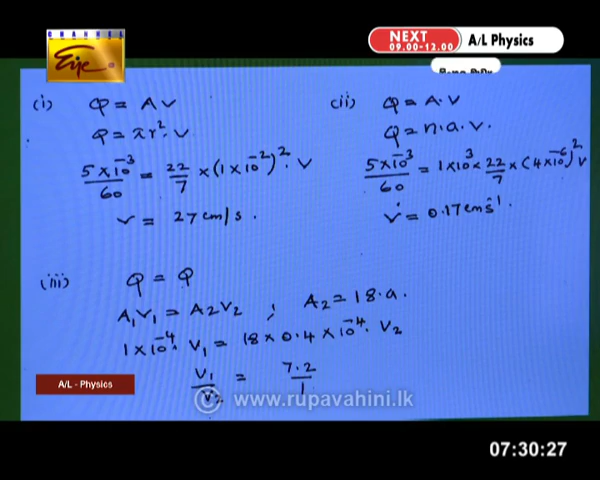 CHANNEL
Eye
NEXT
09.00-12.00
A/L Physics
(i) Q = AV
Q = πr². V
5 × 10⁻³ / 60 = 22/7 × (1 × 10⁻²)². V
v = 27 cm/s.
(ii) Q = A.V
Q = n.a.v.
5 × 10⁻³ / 60 = 1 × 10³ × 22/7 × (4 × 10⁻⁶)² V
V = 0.17 cms⁻¹.
(iii) Q = Q
A₁V₁ = A₂V₂ ; A₂ = 18.a.
1 × 10⁻⁴. V₁ = 18 × 0.4 × 10⁻⁴. V₂
V₁/V₂ = 7.2/1
A/L - Physics
www.rupavahini.lk
07:30:27